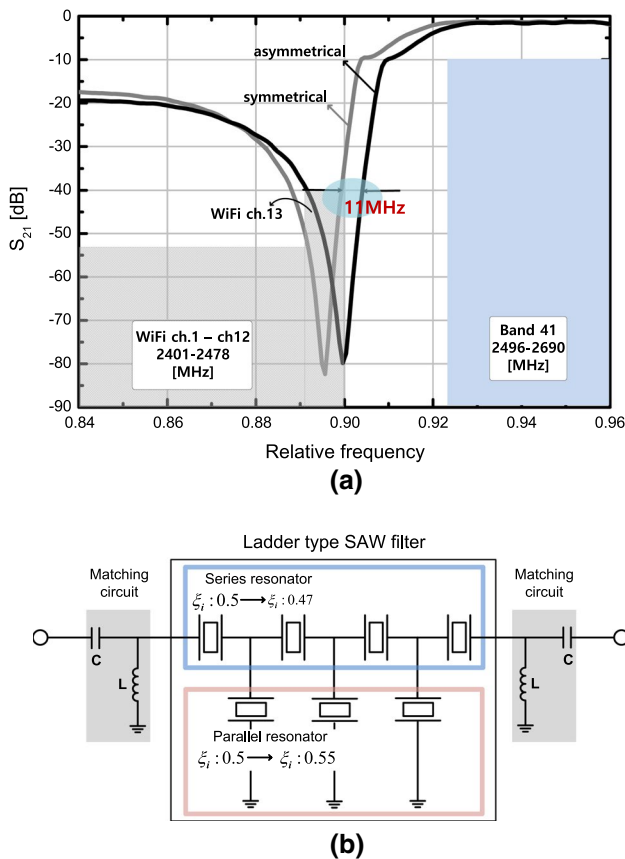 0
-10
-20
-30
-40
-50
-60
-70
-80
-90
S21 [dB]
asymmetrical
symmetrical
WiFi ch.13
11MHz
WiFi ch.1 – ch12
2401-2478
[MHz]
Band 41
2496-2690
[MHz]
0.84 0.86 0.88 0.90 0.92 0.94 0.96
Relative frequency
(a)
Ladder type SAW filter
Matching
circuit
Series resonator
ξi : 0.5 → ξi : 0.47
Matching
circuit
C
L
C
L
Parallel resonator
ξi : 0.5 → ξi : 0.55
(b)